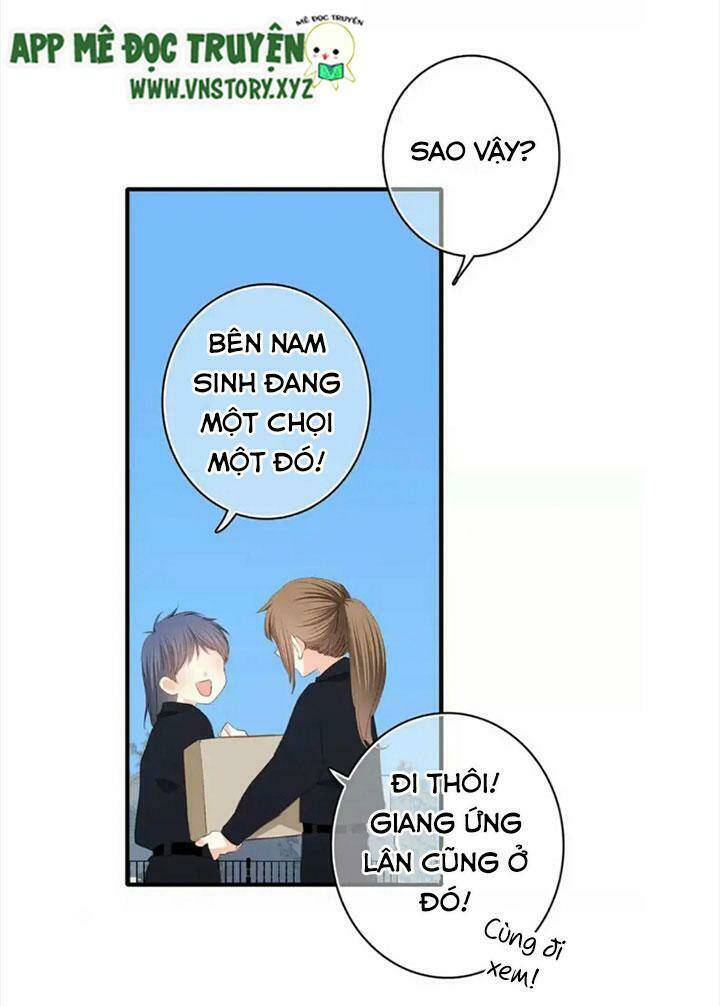 MÊ ĐỌC TRUYỆN
APP MÊ ĐỌC TRUYỆN
WWW.VNSTORY.XYZ
SAO VẬY?
BÊN NAM
SINH ĐANG
MỘT CHỌI
MỘT ĐÓ!
ĐI THÔI!
GIANG ỨNG
LÂN CŨNG Ở
ĐÓ!
Cùng đi
xem!